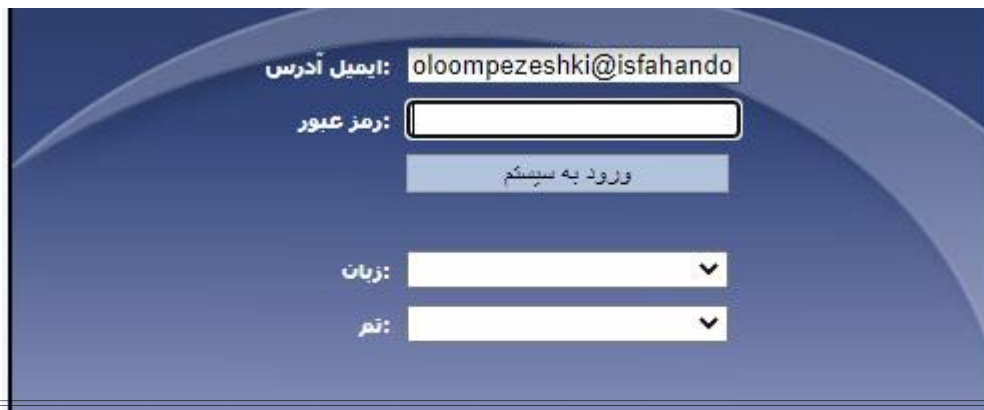 ایمیل آدرس: oloompezeshki@isfahando
رمز عبور:
ورود به سیستم
زبان:
تم: